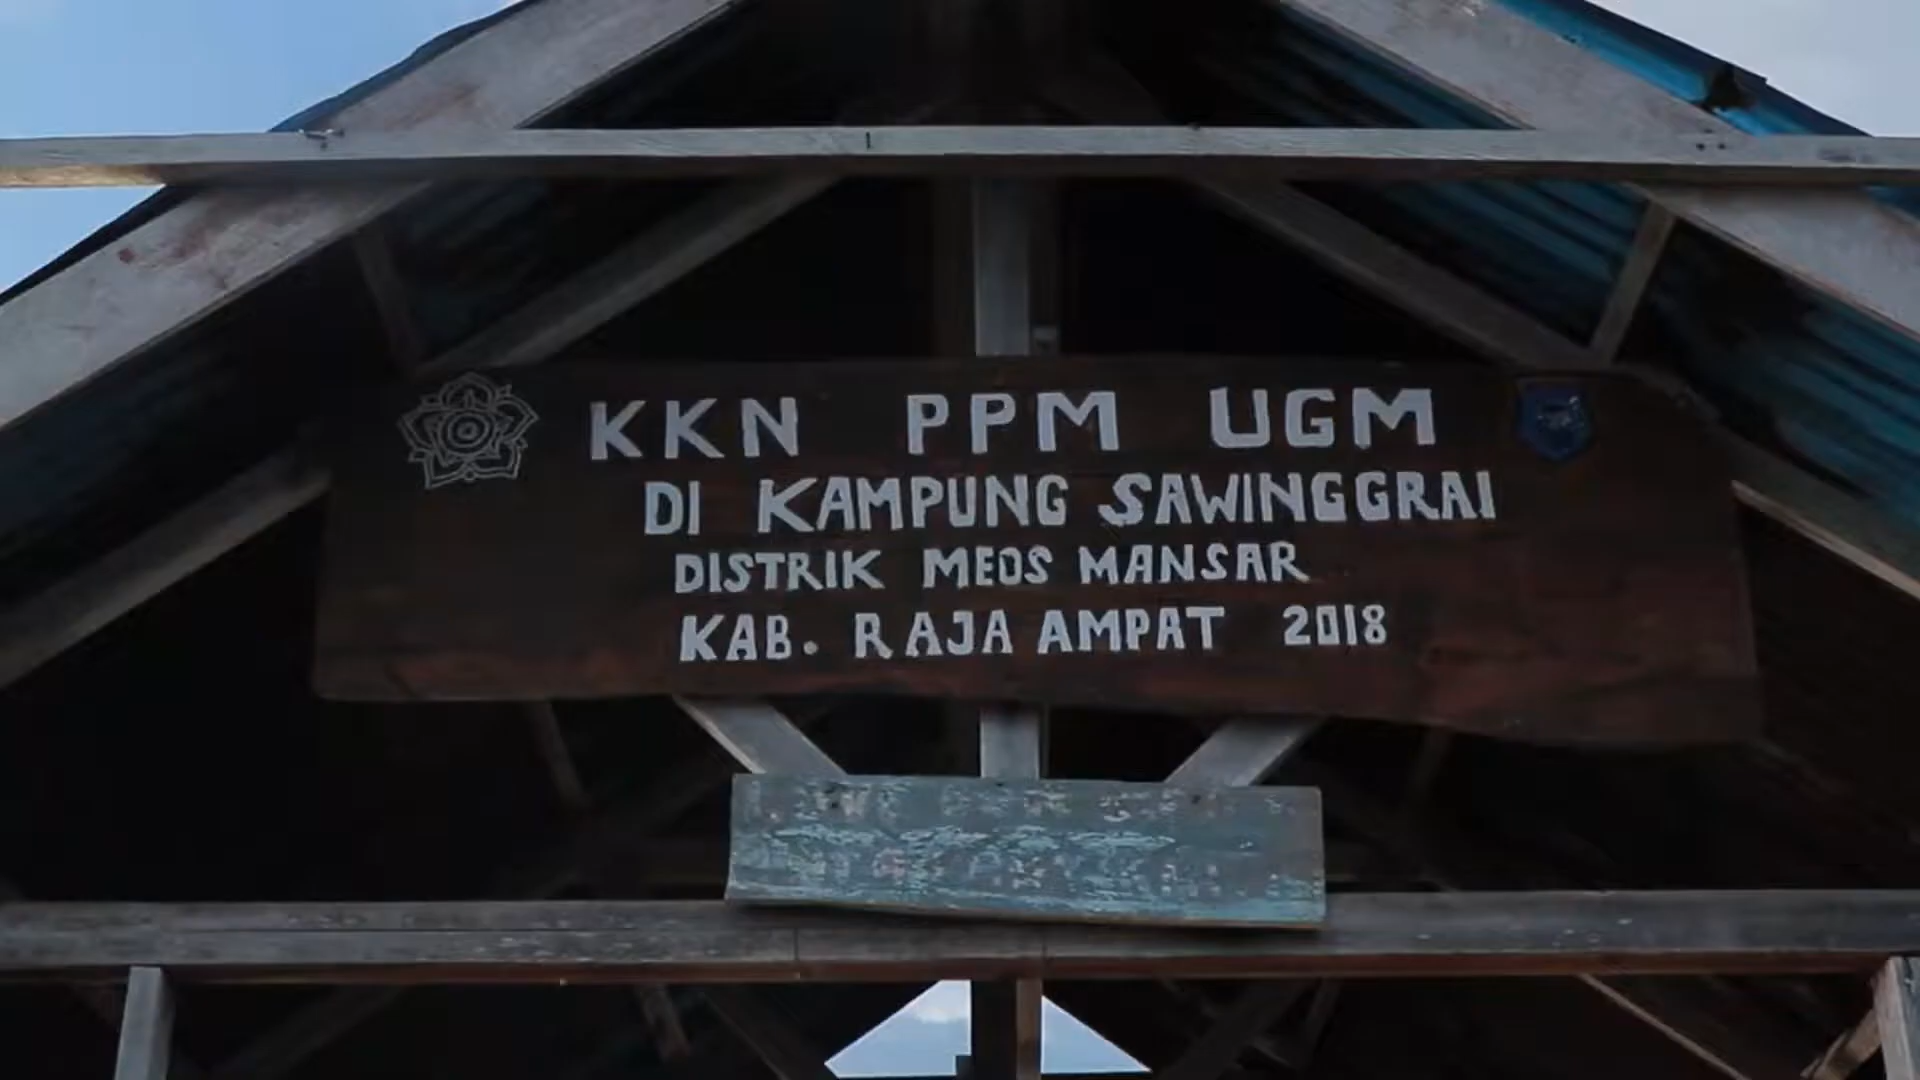 KKN PPM UGM
DI KAMPUNG SAWINGGRAI
DISTRIK MEOS MANSAR
KAB. RAJA AMPAT 2018